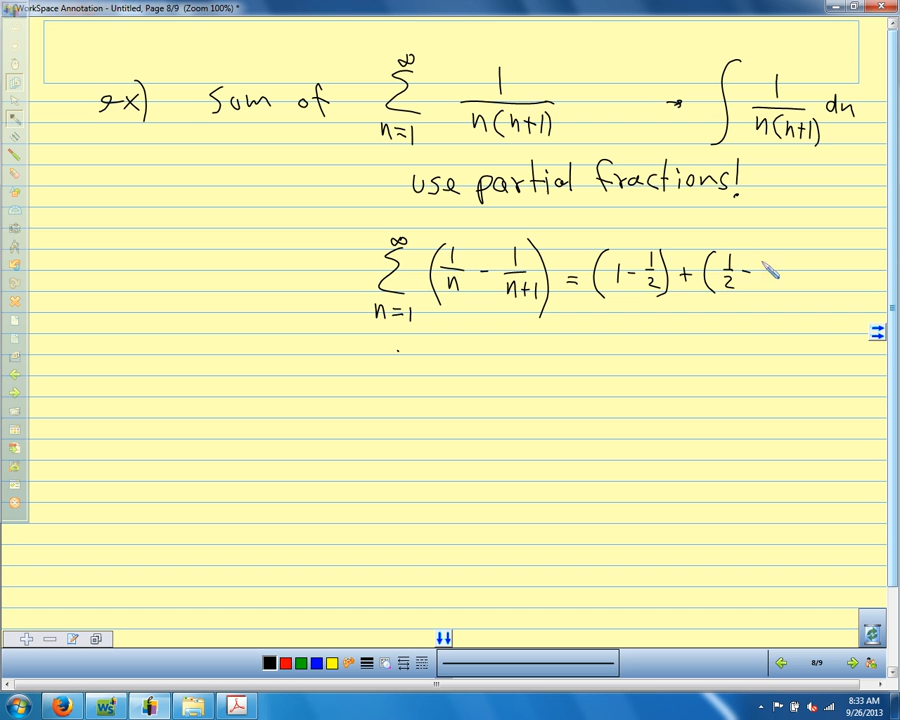 WorkSpace Annotation - Untitled, Page 8/9 (Zoom 100%) *
ex) Sum of ∞ Σ n=1 1/n(n+1) → ∫ 1/n(n+1) dn
use partial fractions!
∞ Σ n=1 (1/n - 1/n+1) = (1 - 1/2) + (1/2 -
8/9
8:33 AM
9/26/2013